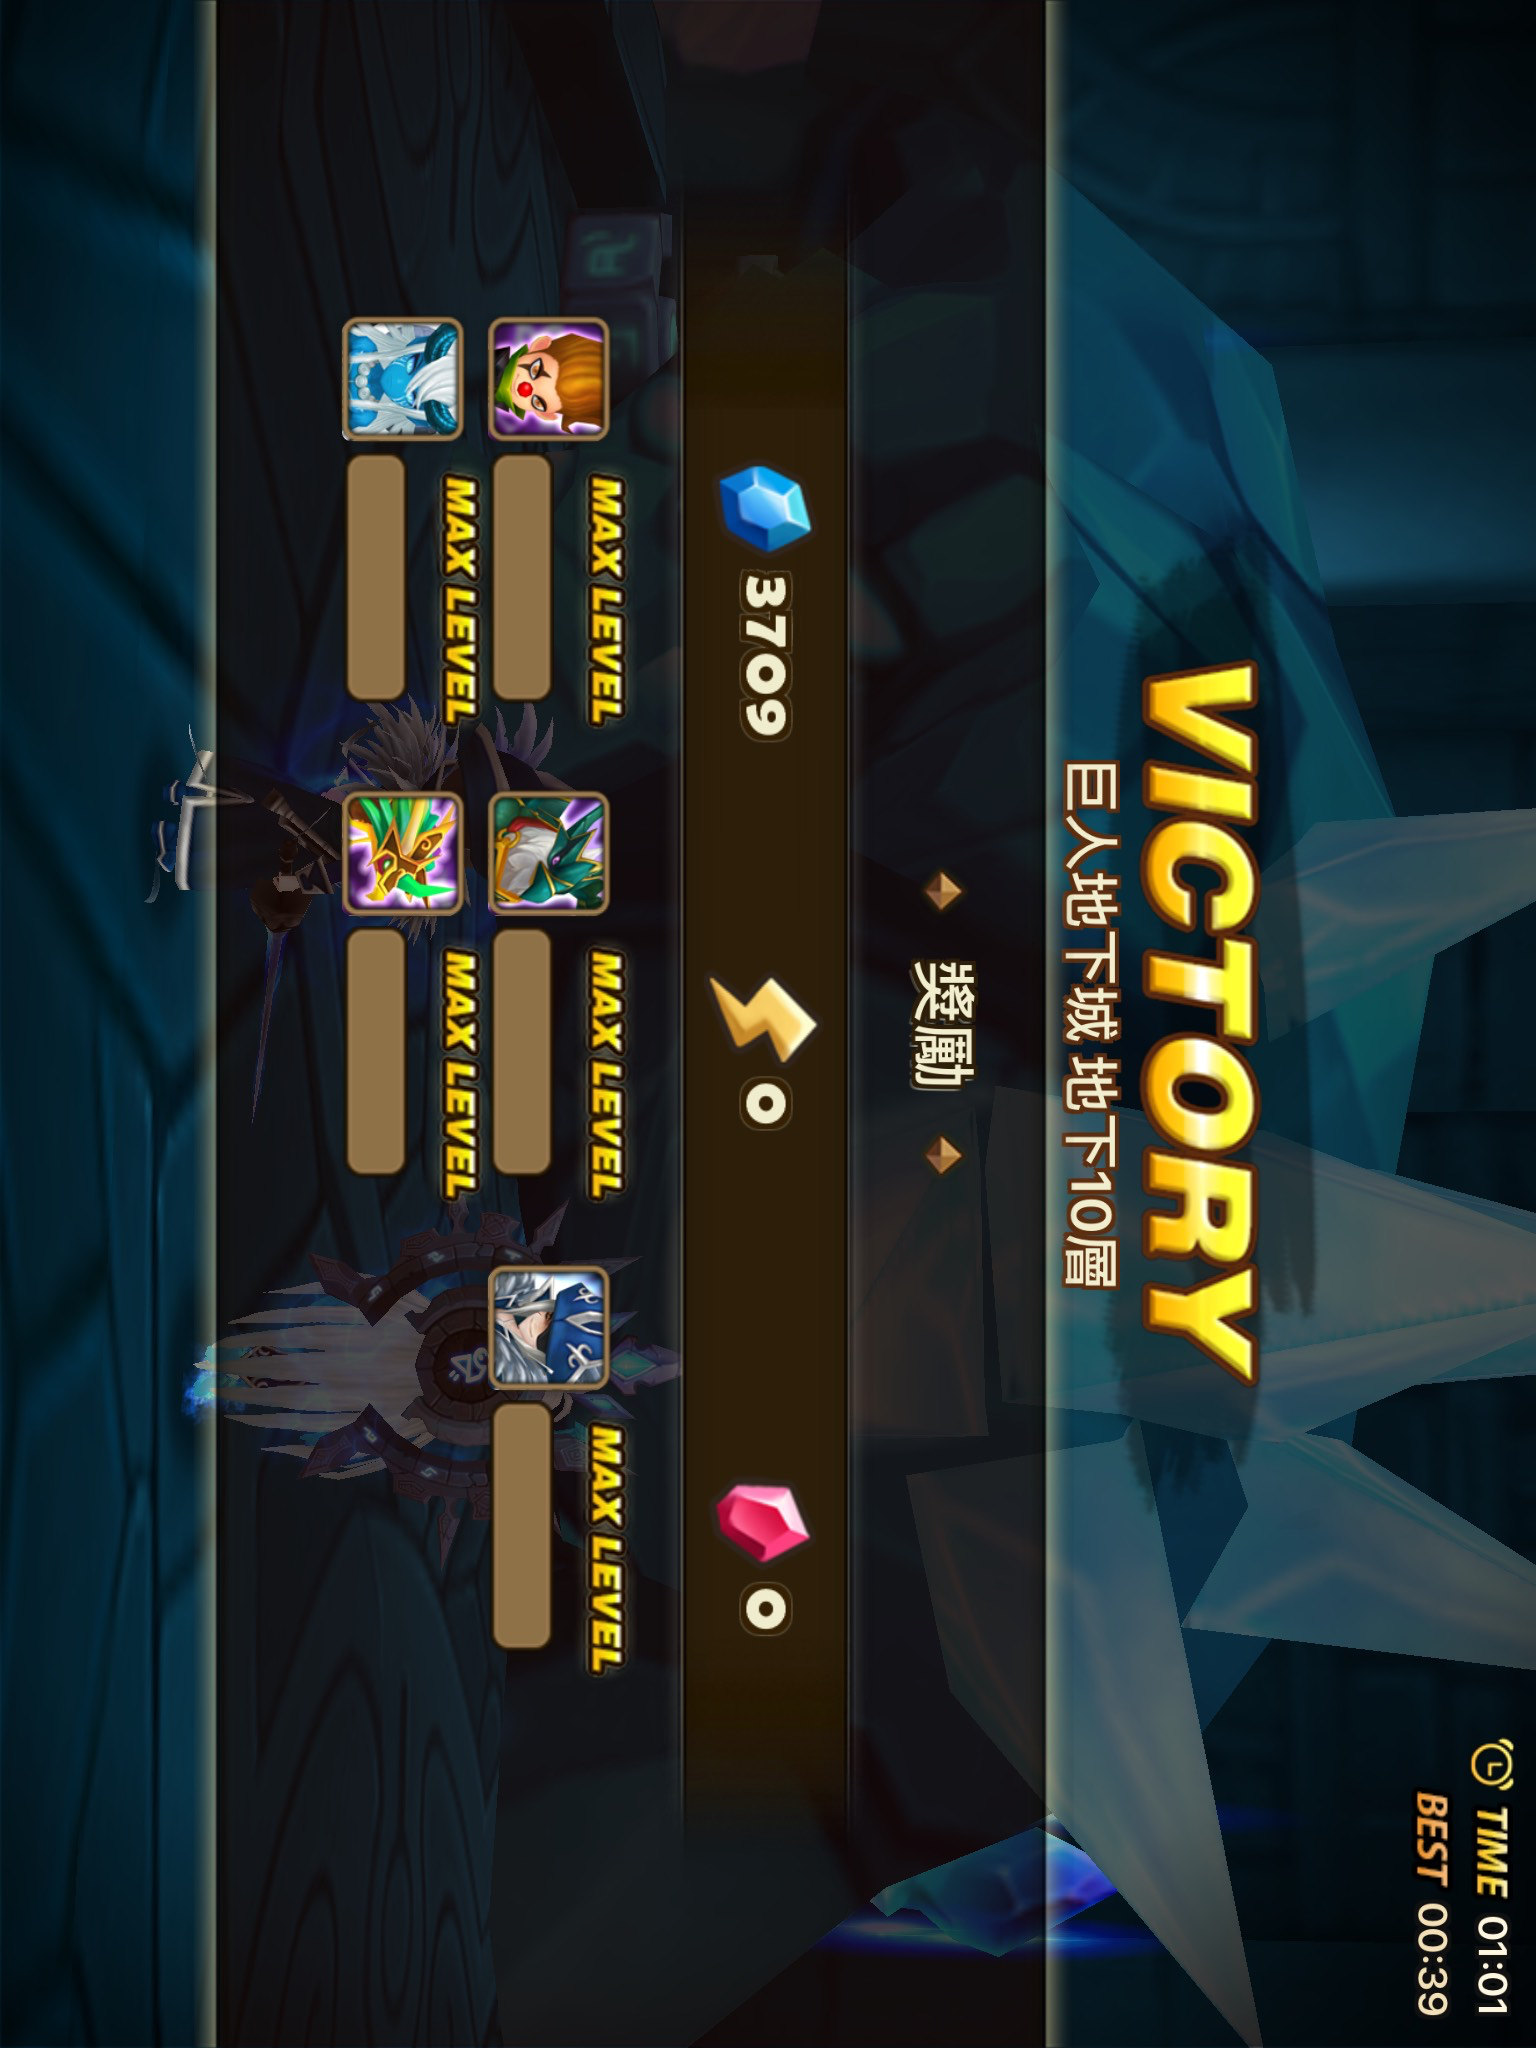 TIME 01:01
BEST 00:39
VICTORY
巨人地下城 地下10層
獎勵
3709 0 0
MAX LEVEL MAX LEVEL MAX LEVEL
MAX LEVEL MAX LEVEL